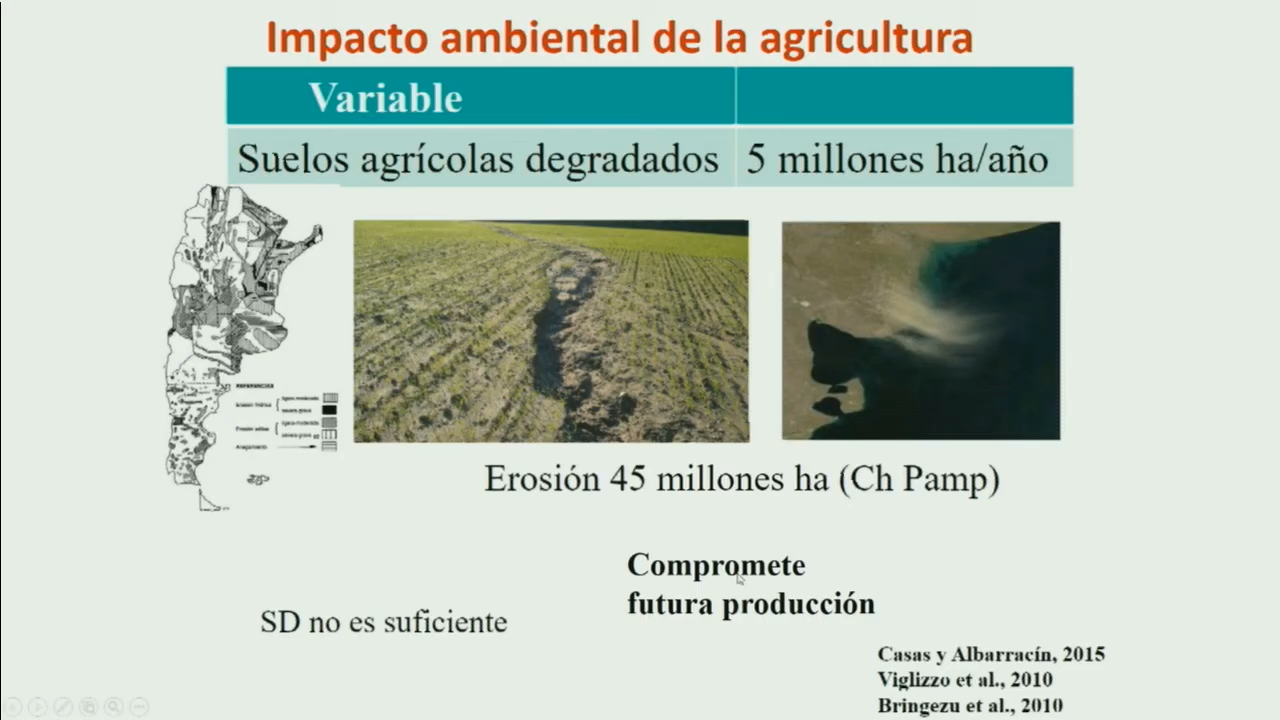 Impacto ambiental de la agricultura
Variable
Suelos agrícolas degradados 5 millones ha/año
REFERENCIAS
Erosión 45 millones ha (Ch Pamp)
Compromete
futura producción
SD no es suficiente
Casas y Albarracín, 2015
Viglizzo et al., 2010
Bringezu et al., 2010